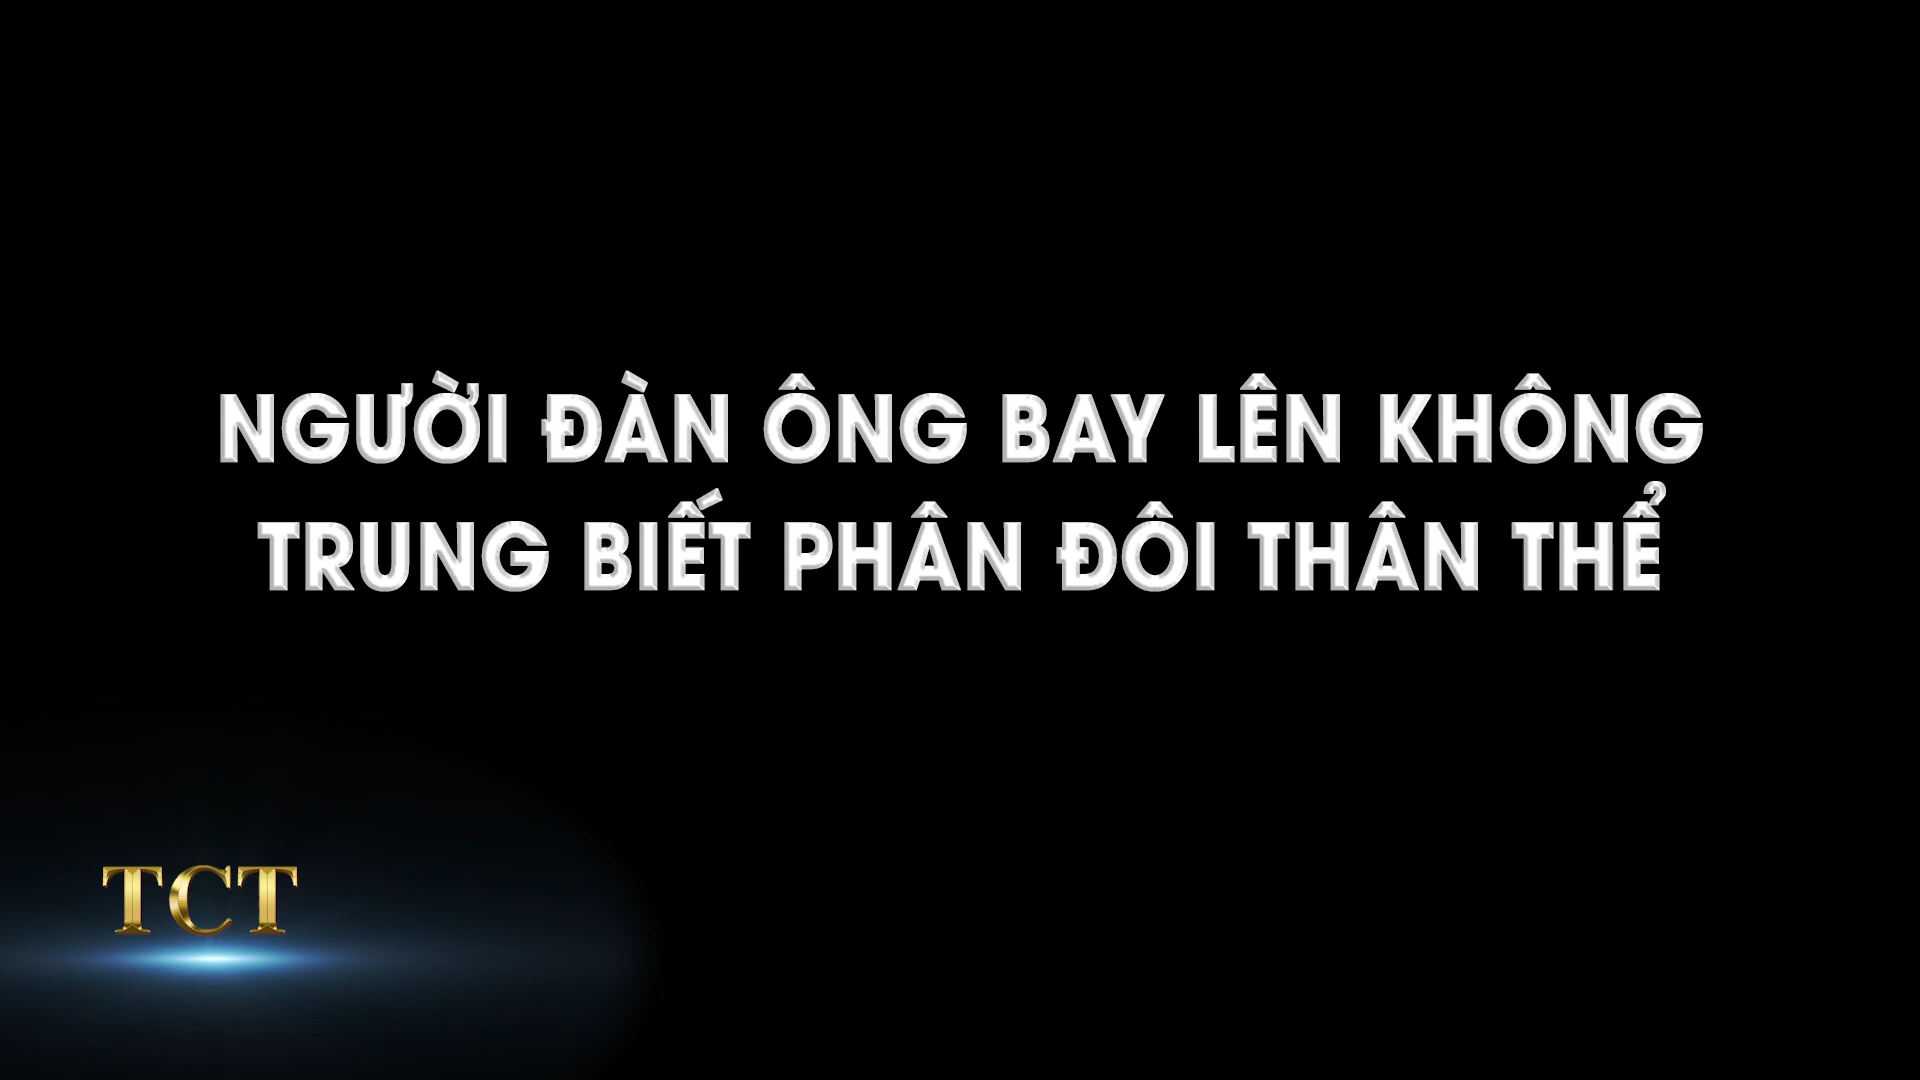 NGƯỜI ĐÀN ÔNG BAY LÊN KHÔNG
TRUNG BIẾT PHÂN ĐÔI THÂN THỂ
TCT